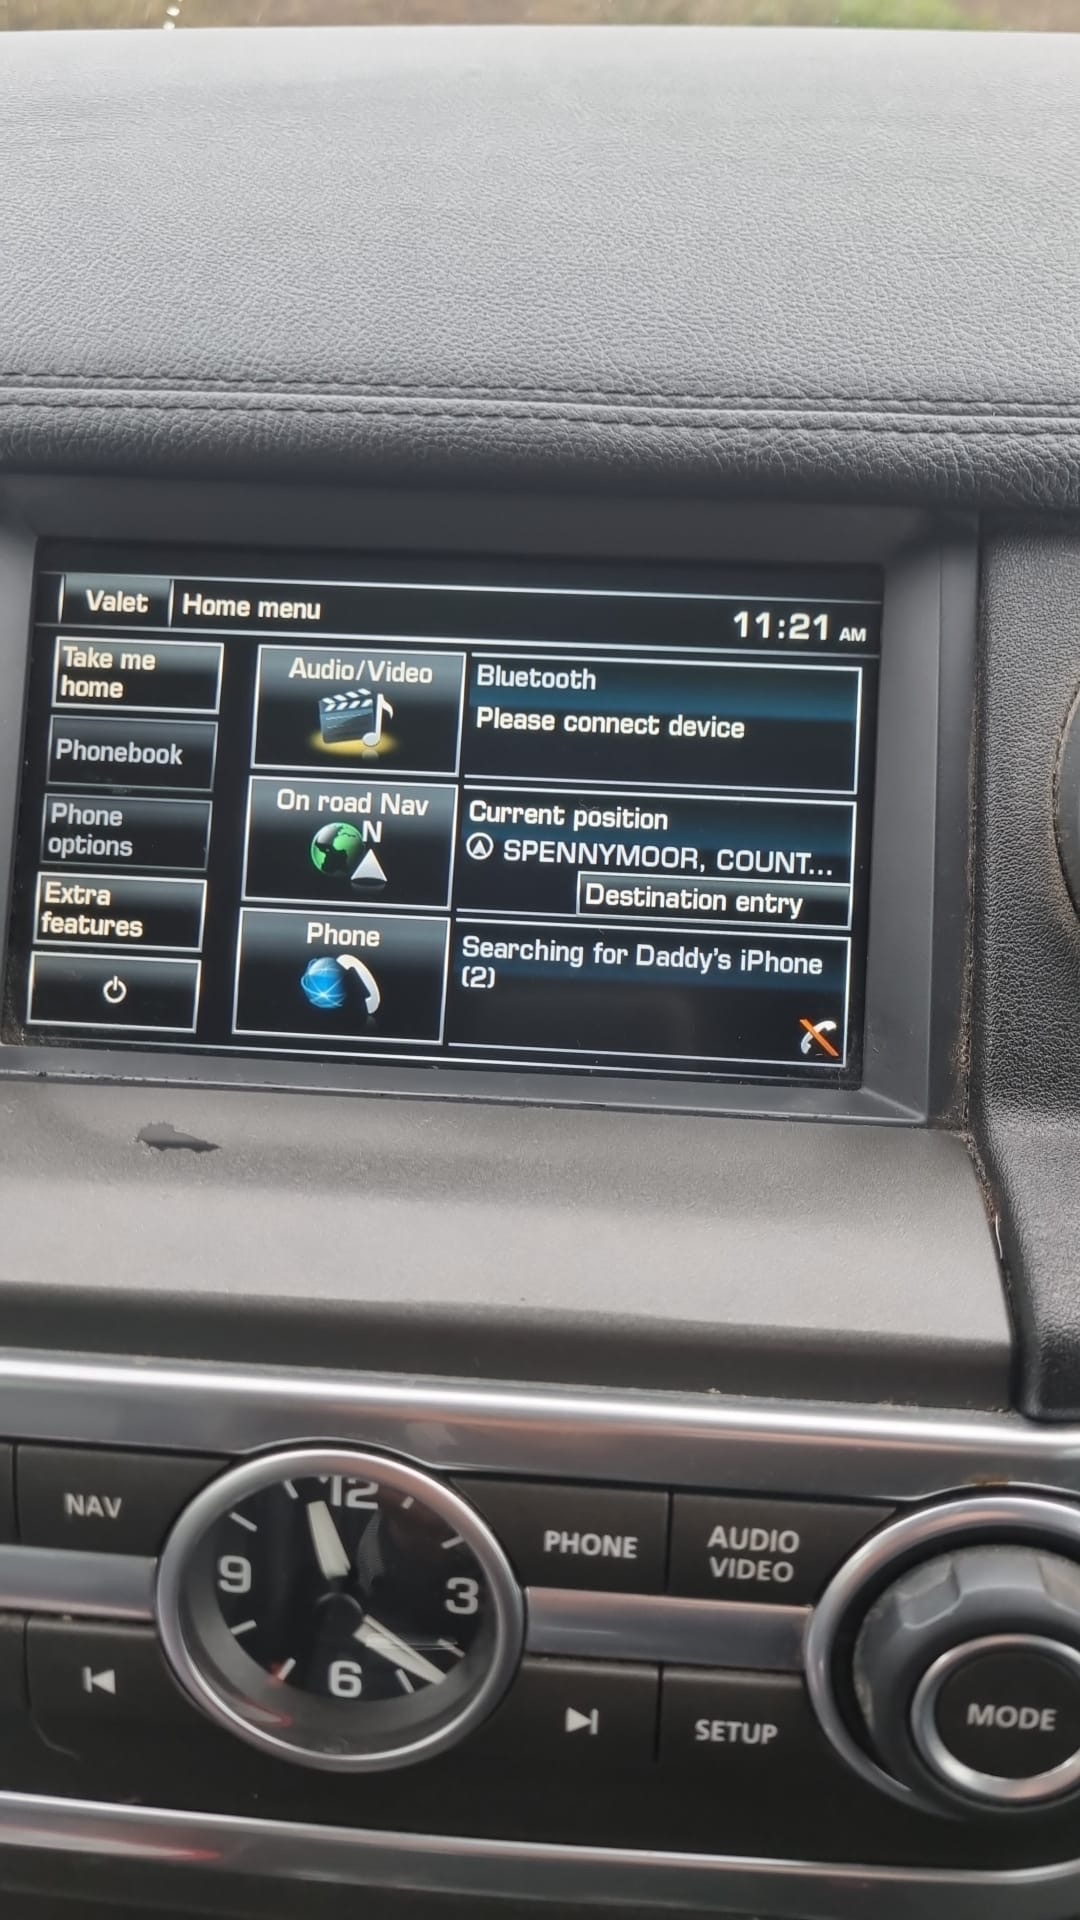 Valet
Home menu
11:21 AM
Take me
home
Phonebook
Phone
options
Extra
features
Audio/Video
Bluetooth
Please connect device
On road Nav
N
Current position
SPENNYMOOR, COUNT...
Destination entry
Phone
Searching for Daddy's iPhone
(2)
NAV
12
9
3
6
PHONE
AUDIO
VIDEO
SETUP
MODE